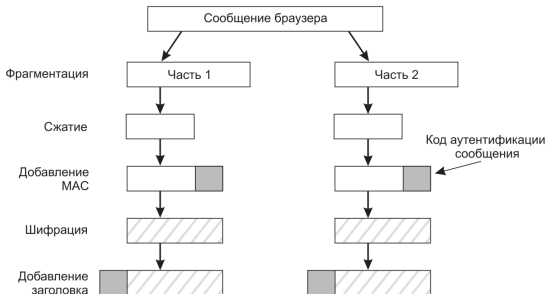 Сообщение браузера
Фрагментация
Часть 1
Часть 2
Сжатие
Код аутентификации
сообщения
Добавление
MAC
Шифрация
Добавление
заголовка